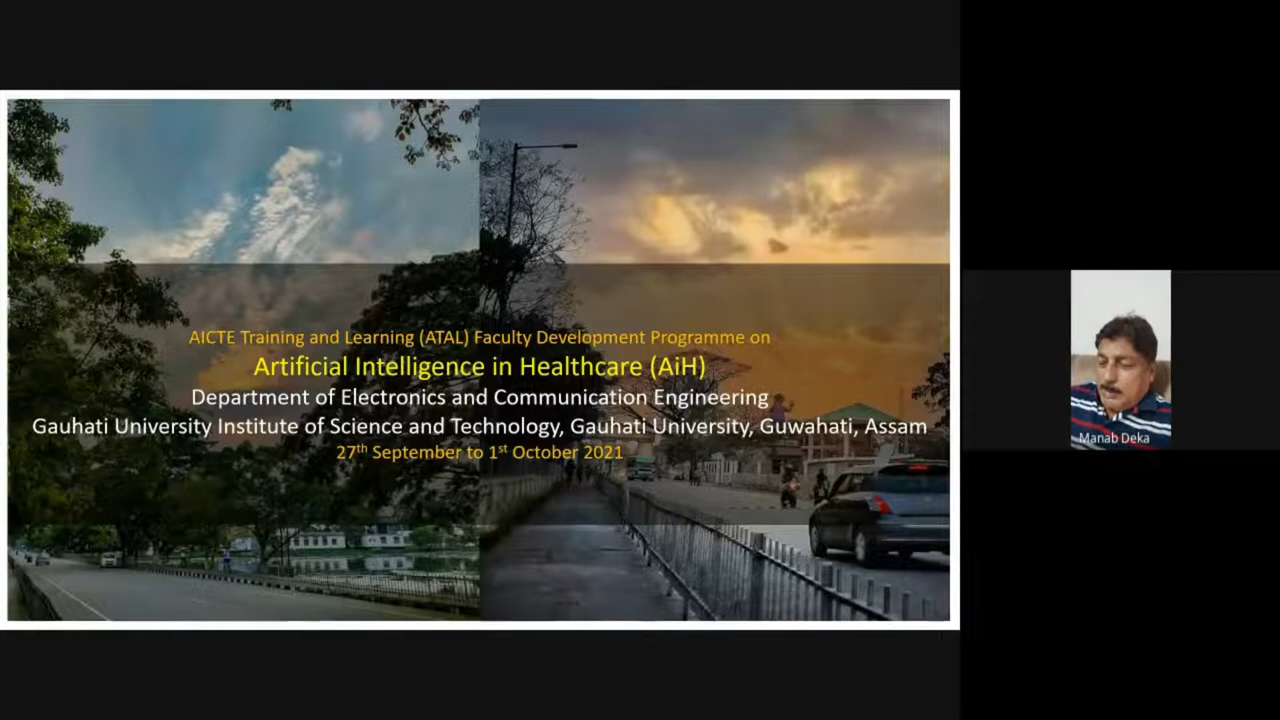 AICTE Training and Learning (ATAL) Faculty Development Programme on
Artificial Intelligence in Healthcare (AiH)
Department of Electronics and Communication Engineering
Gauhati University Institute of Science and Technology, Gauhati University, Guwahati, Assam
27th September to 1st October 2021
Manab Deka